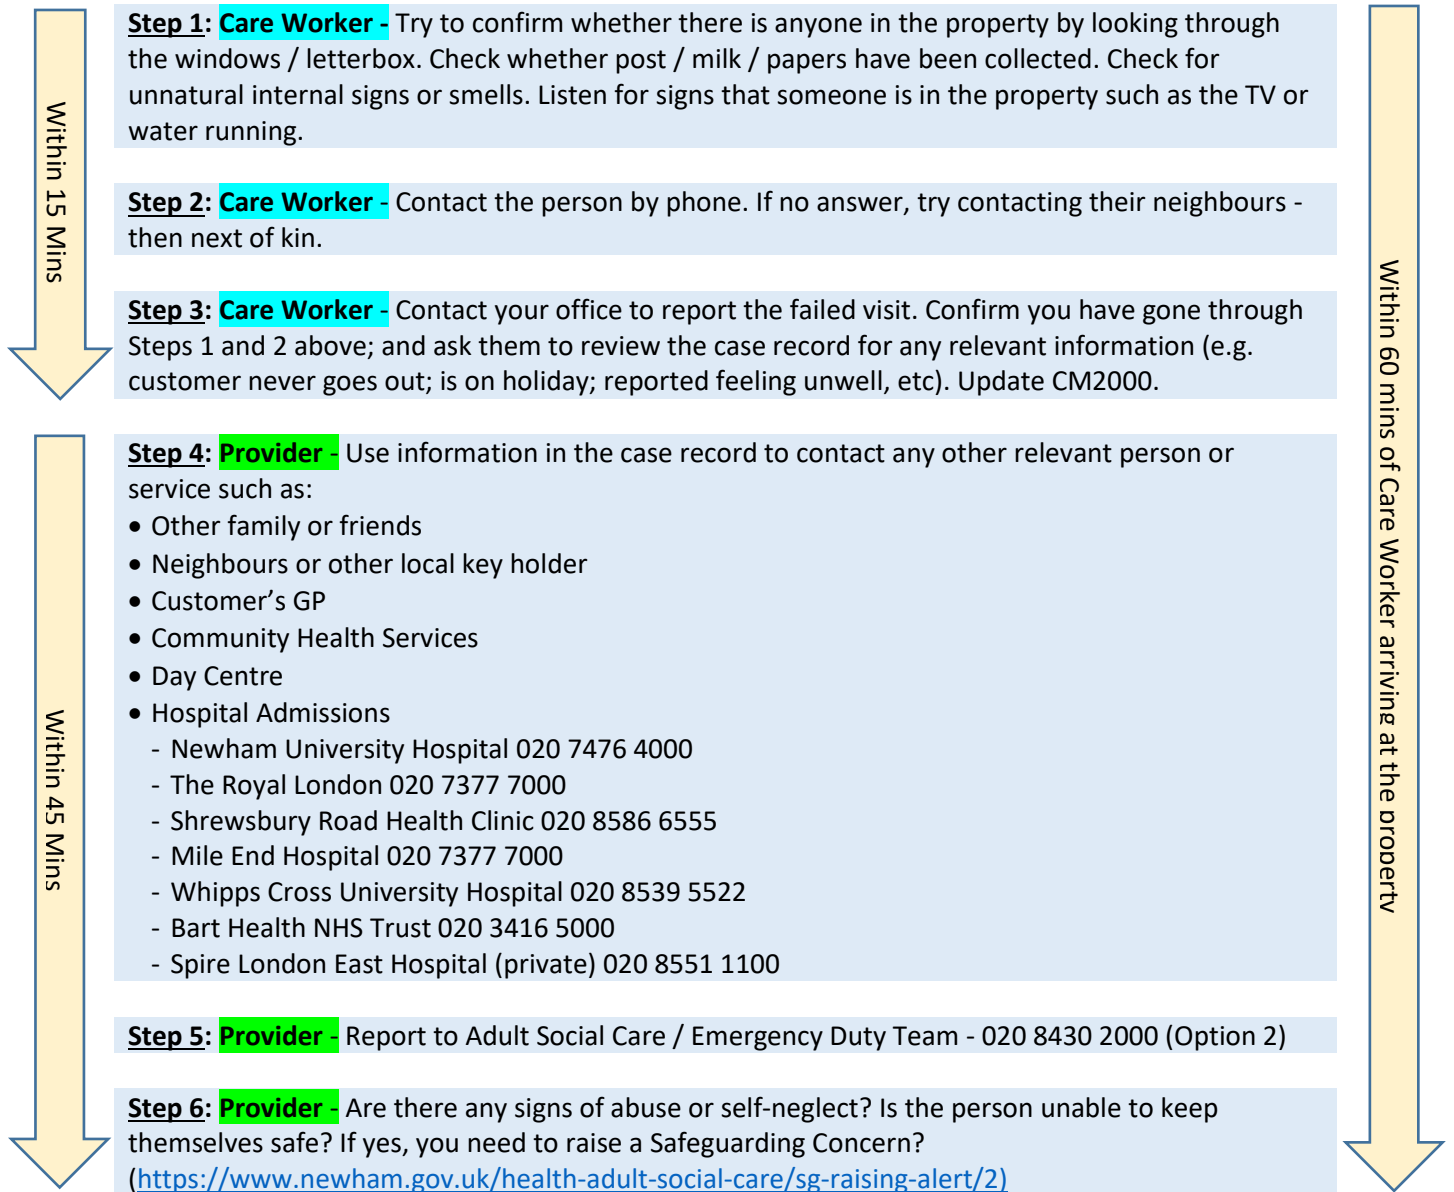 Step 1: Care Worker - Try to confirm whether there is anyone in the property by looking through
the windows / letterbox. Check whether post / milk / papers have been collected. Check for
unnatural internal signs or smells. Listen for signs that someone is in the property such as the TV or
water running.
Within 15 Mins
Step 2: Care Worker - Contact the person by phone. If no answer, try contacting their neighbours -
then next of kin.
Step 3: Care Worker - Contact your office to report the failed visit. Confirm you have gone through
Steps 1 and 2 above; and ask them to review the case record for any relevant information (e.g.
customer never goes out; is on holiday; reported feeling unwell, etc). Update CM2000.
Within 60 mins of Care Worker arriving at the property
Step 4: Provider - Use information in the case record to contact any other relevant person or
service such as:
• Other family or friends
• Neighbours or other local key holder
• Customer’s GP
• Community Health Services
• Day Centre
• Hospital Admissions
- Newham University Hospital 020 7476 4000
- The Royal London 020 7377 7000
- Shrewsbury Road Health Clinic 020 8586 6555
- Mile End Hospital 020 7377 7000
- Whipps Cross University Hospital 020 8539 5522
- Bart Health NHS Trust 020 3416 5000
- Spire London East Hospital (private) 020 8551 1100
Within 45 Mins
Step 5: Provider - Report to Adult Social Care / Emergency Duty Team - 020 8430 2000 (Option 2)
Step 6: Provider - Are there any signs of abuse or self-neglect? Is the person unable to keep
themselves safe? If yes, you need to raise a Safeguarding Concern?
(https://www.newham.gov.uk/health-adult-social-care/sg-raising-alert/2)